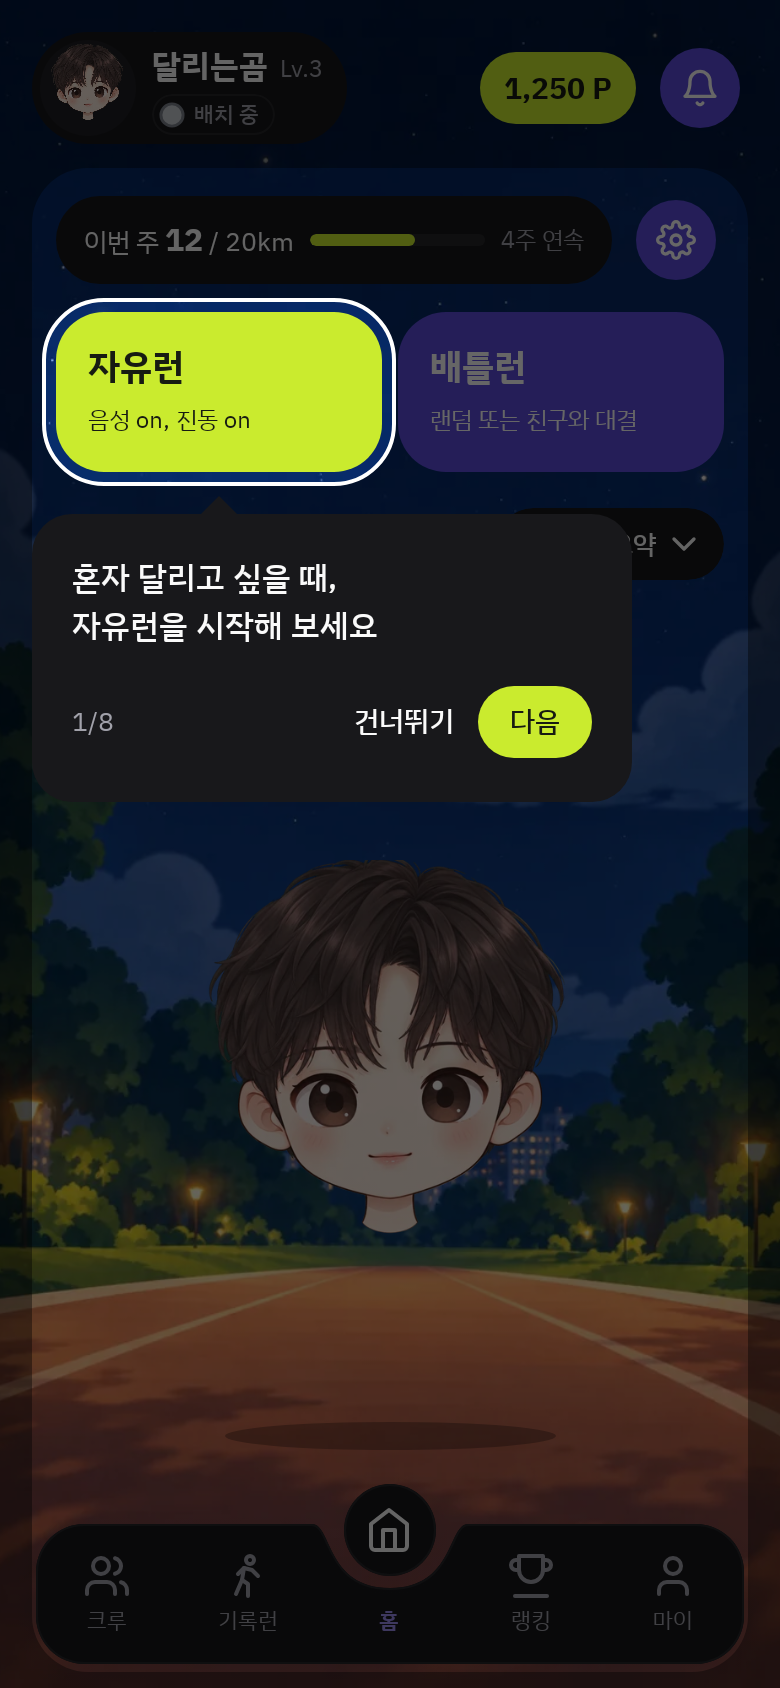 달리는곰 Lv.3
배치 중
1,250 P
이번 주 12 / 20km 4주 연속
자유런
음성 on, 진동 on
배틀런
랜덤 또는 친구와 대결
혼자 달리고 싶을 때,
자유런을 시작해 보세요
1/8 건너뛰기 다음
크루 기록런 홈 랭킹 마이